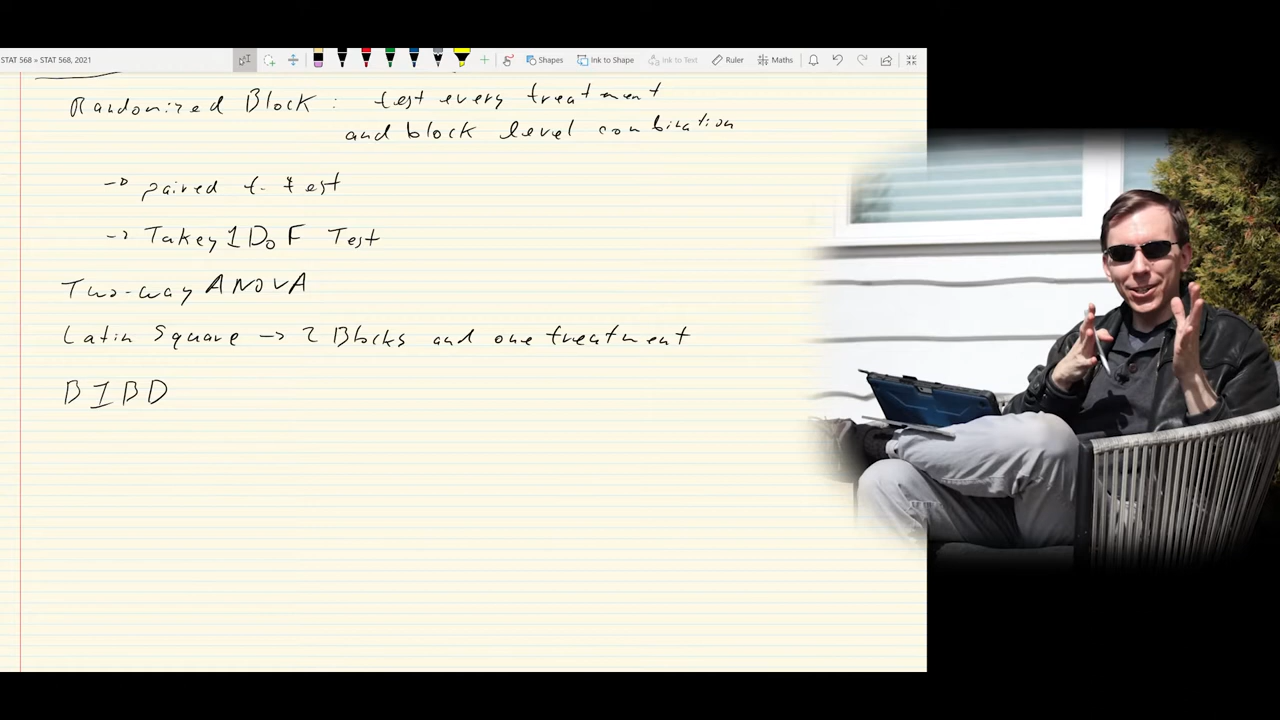 STAT 568 » STAT 568, 2021
Shapes
Ink to Shape
Ink to Text
Ruler
Maths
Randomized Block : test every treatment
and block level combination
→ paired t-test
→ Takey 1 DoF Test
Two-way ANOVA
Latin Square → 2 Blocks and one treatment
BIBD